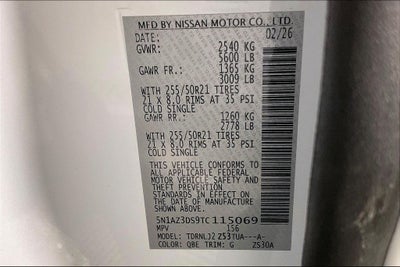 MFD BY NISSAN MOTOR CO., LTD.
DATE: 02/26
GVWR: 2540 KG
5600 LB
GAWR FR.: 1365 KG
3009 LB
WITH 255/50R21 TIRES
21 x 8.0 RIMS AT 35 PSI
COLD SINGLE
GAWR RR.: 1260 KG
2778 LB
WITH 255/50R21 TIRES
21 x 8.0 RIMS AT 35 PSI
COLD SINGLE
THIS VEHICLE CONFORMS TO
ALL APPLICABLE FEDERAL
MOTOR VEHICLE SAFETY AND THEFT
STANDARDS IN EFFECT ON
THE DATE OF MANUFACTURE
SHOWN ABOVE.
5N1AZ3DS9TC115069
MPV 156
MODEL: TDRNLJZ Z53TUA---A-
COLOR: QBE TRIM: G ZS30A